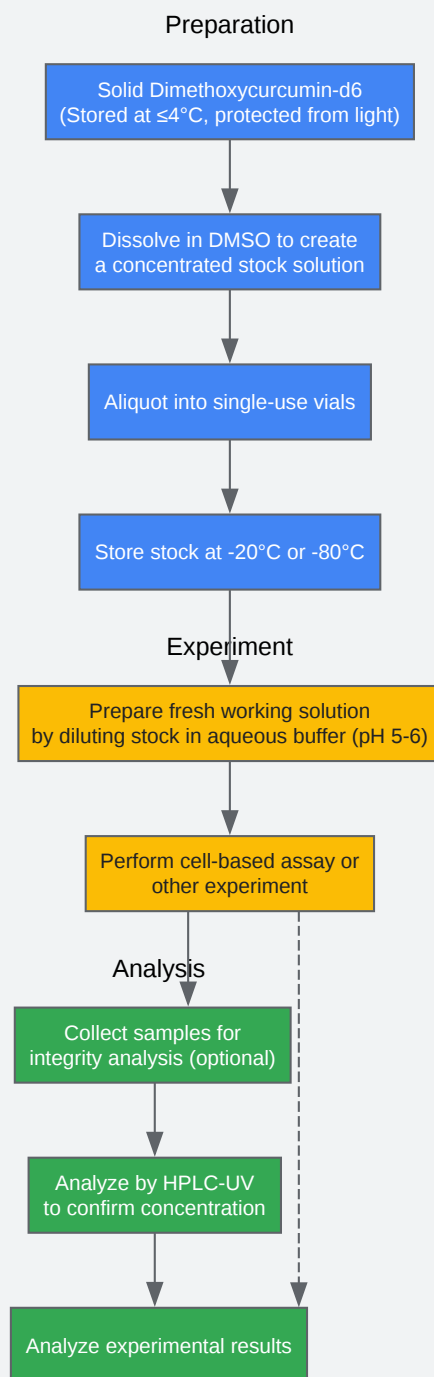 Preparation
Solid Dimethoxycurcumin-d6
(Stored at ≤4°C, protected from light)
Dissolve in DMSO to create
a concentrated stock solution
Aliquot into single-use vials
Store stock at -20°C or -80°C
Experiment
Prepare fresh working solution
by diluting stock in aqueous buffer (pH 5-6)
Perform cell-based assay or
other experiment
Analysis
Collect samples for
integrity analysis (optional)
Analyze by HPLC-UV
to confirm concentration
Analyze experimental results